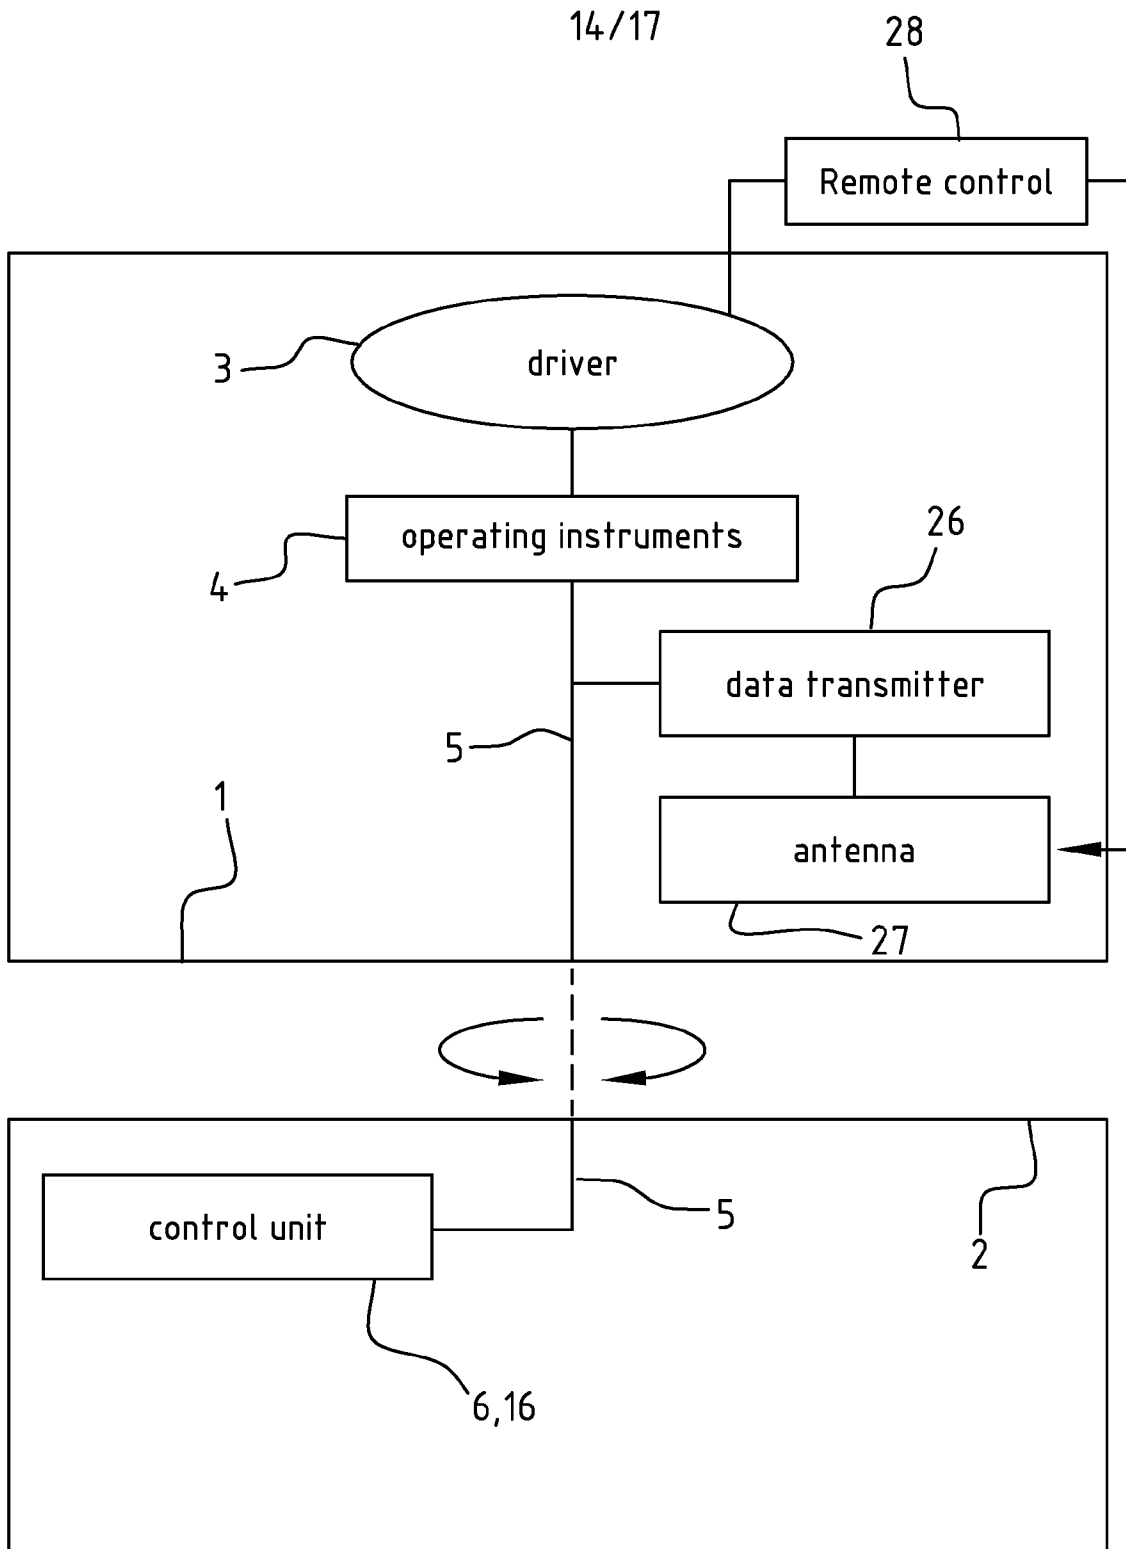 14/17
28
Remote control
3
driver
4
operating instruments
26
data transmitter
5
1
antenna
27
control unit
5
2
6,16